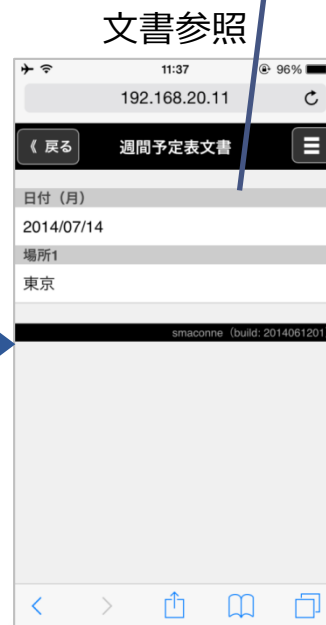 文書参照
11:37
96%
192.168.20.11
《 戻る
週間予定表文書
日付（月）
2014/07/14
場所1
東京
smaconne（build: 2014061201